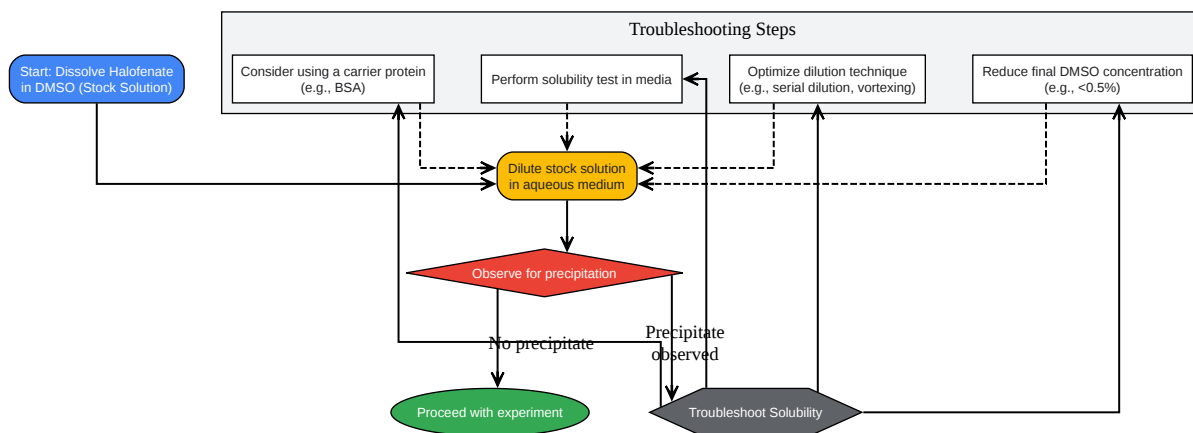 Troubleshooting Steps
Start: Dissolve Halofenate
in DMSO (Stock Solution)
Consider using a carrier protein
(e.g., BSA)
Perform solubility test in media
Optimize dilution technique
(e.g., serial dilution, vortexing)
Reduce final DMSO concentration
(e.g., <0.5%)
Dilute stock solution
in aqueous medium
Observe for precipitation
No precipitate
Precipitate
observed
Proceed with experiment
Troubleshoot Solubility